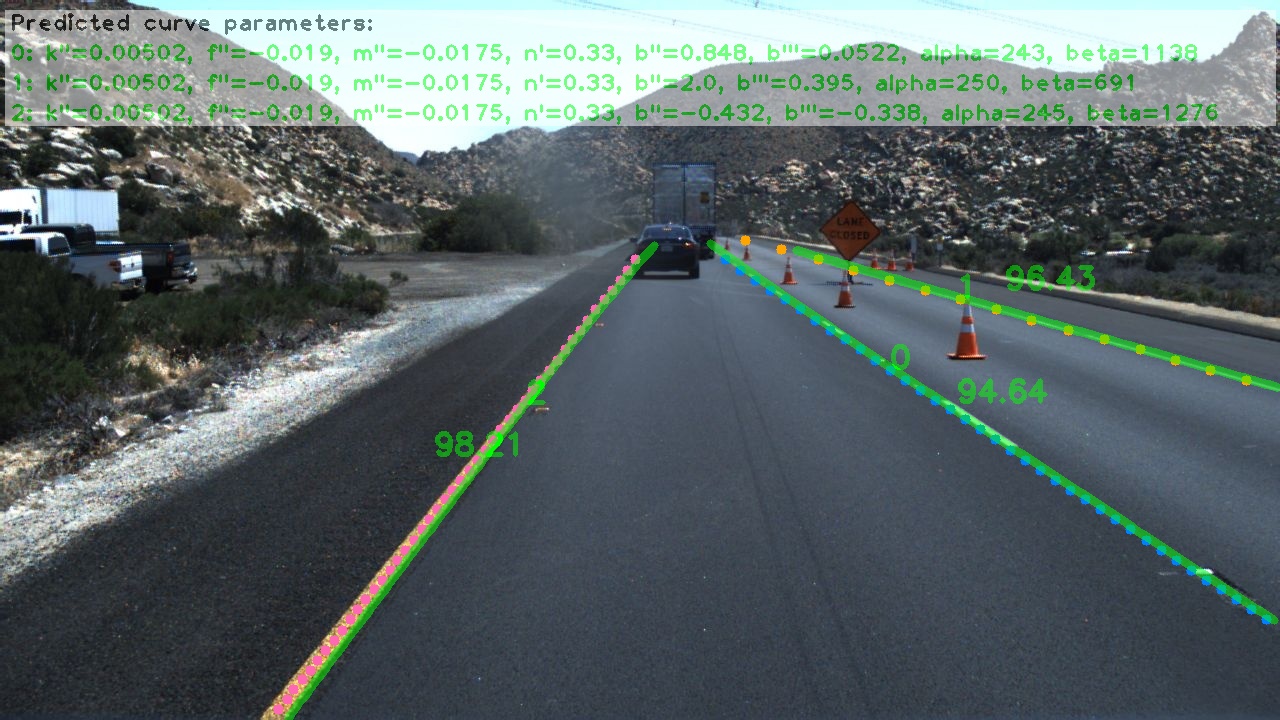 Predicted curve parameters:
0: k''=0.00502, f''=-0.019, m''=-0.0175, n'=0.33, b''=0.848, b'''=0.0522, alpha=243, beta=1138
1: k''=0.00502, f''=-0.019, m''=-0.0175, n'=0.33, b''=2.0, b'''=0.395, alpha=250, beta=691
2: k''=0.00502, f''=-0.019, m''=-0.0175, n'=0.33, b''=-0.432, b'''=-0.338, alpha=245, beta=1276
LANE
CLOSED
1 96.43
0
94.64
2
98.21